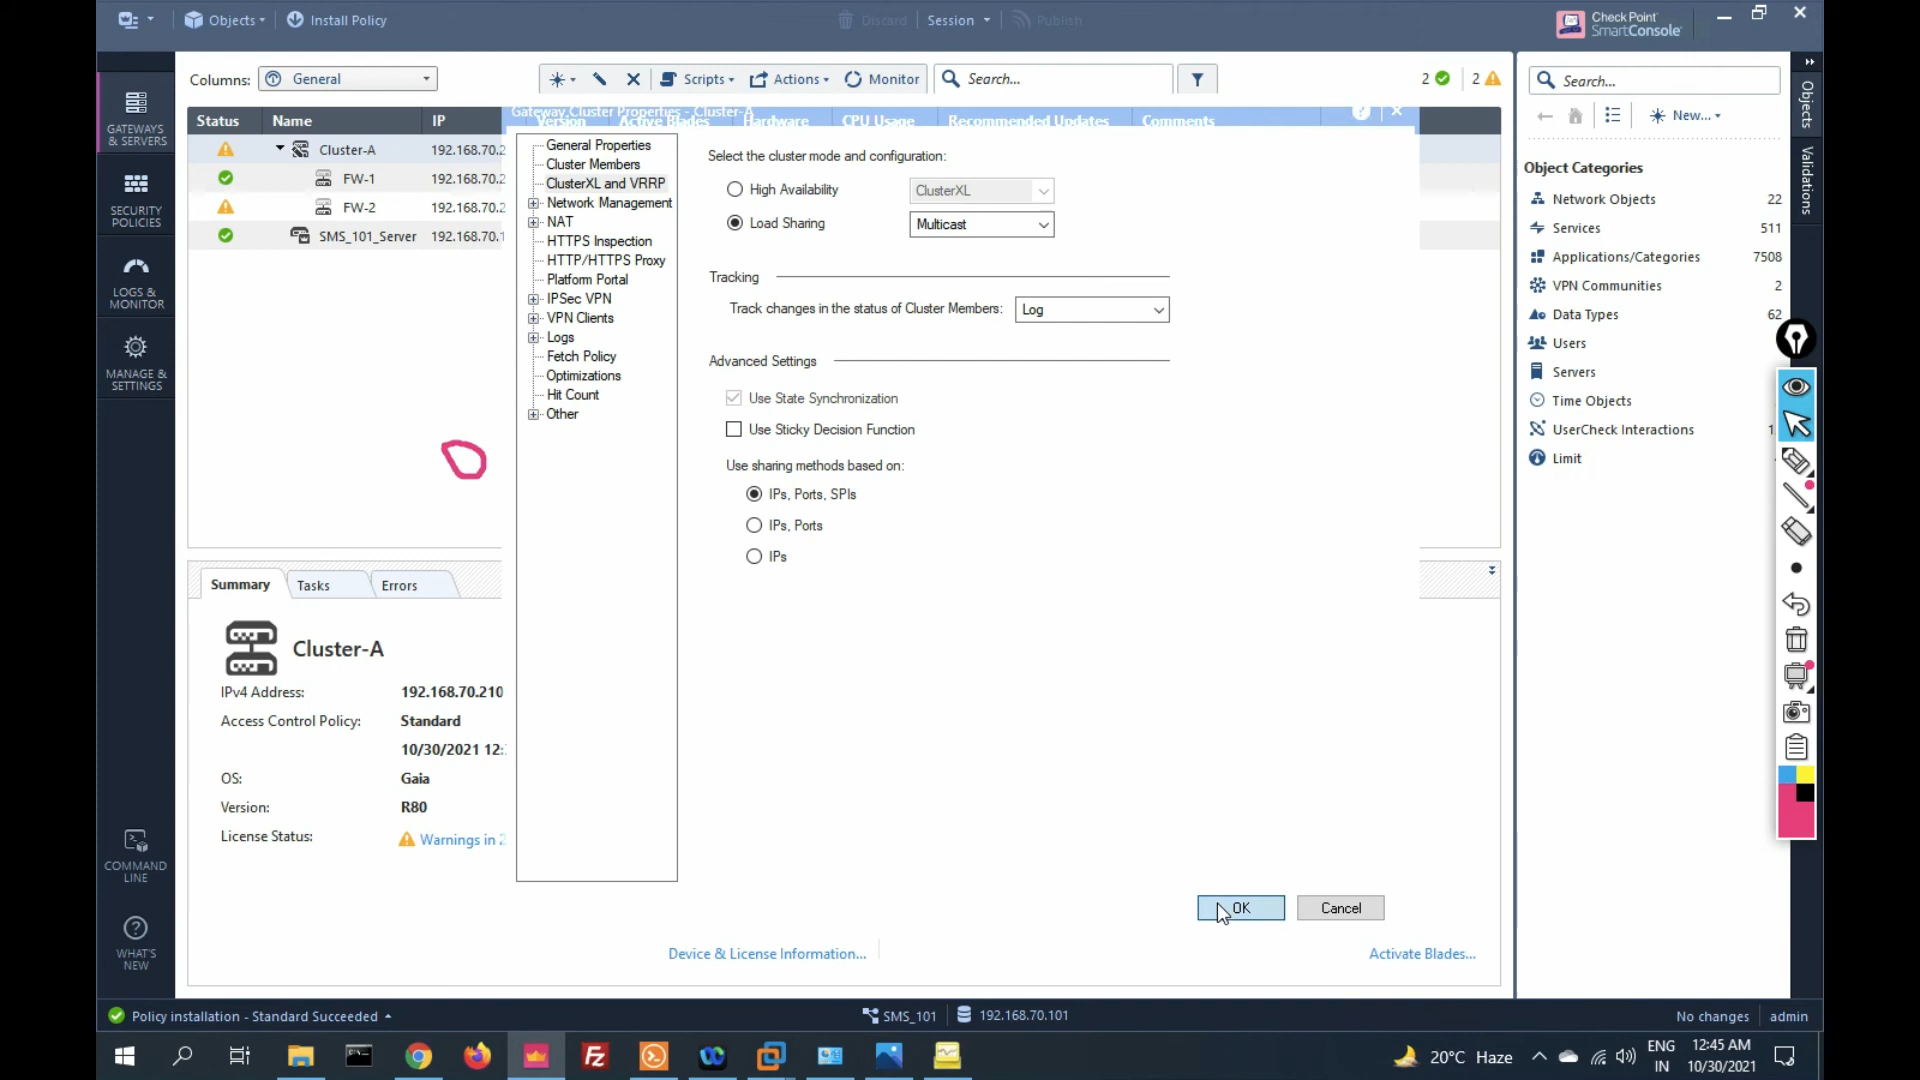 Objects
Install Policy
Discard
Session
Publish
Check Point
SmartConsole
Columns:
General
Scripts
Actions
Monitor
Search...
2
2
Search...
New...
Status
Name
IP
Gateway Cluster Properties - Cluster-A
Version
Active Blades
Hardware
CPU Usage
Recommended Updates
Comments
Cluster-A
192.168.70.2
FW-1
192.168.70.2
FW-2
192.168.70.2
SMS_101_Server
192.168.70.1
GATEWAYS
& SERVERS
SECURITY
POLICIES
LOGS &
MONITOR
MANAGE &
SETTINGS
COMMAND
LINE
WHAT'S
NEW
General Properties
Cluster Members
ClusterXL and VRRP
Network Management
NAT
HTTPS Inspection
HTTP/HTTPS Proxy
Platform Portal
IPSec VPN
VPN Clients
Logs
Fetch Policy
Optimizations
Hit Count
Other
Select the cluster mode and configuration:
High Availability
ClusterXL
Load Sharing
Multicast
Tracking
Track changes in the status of Cluster Members:
Log
Advanced Settings
Use State Synchronization
Use Sticky Decision Function
Use sharing methods based on:
IPs, Ports, SPIs
IPs, Ports
IPs
OK
Cancel
Object Categories
Network Objects 22
Services 511
Applications/Categories 7508
VPN Communities 2
Data Types 62
Users
Servers
Time Objects
UserCheck Interactions 1
Limit
Objects
Validations
Summary
Tasks
Errors
Cluster-A
IPv4 Address: 192.168.70.210
Access Control Policy: Standard
10/30/2021 12:
OS: Gaia
Version: R80
License Status: Warnings in
Device & License Information...
Activate Blades...
Policy installation - Standard Succeeded
SMS_101
192.168.70.101
No changes
admin
20°C Haze
ENG
IN
12:45 AM
10/30/2021